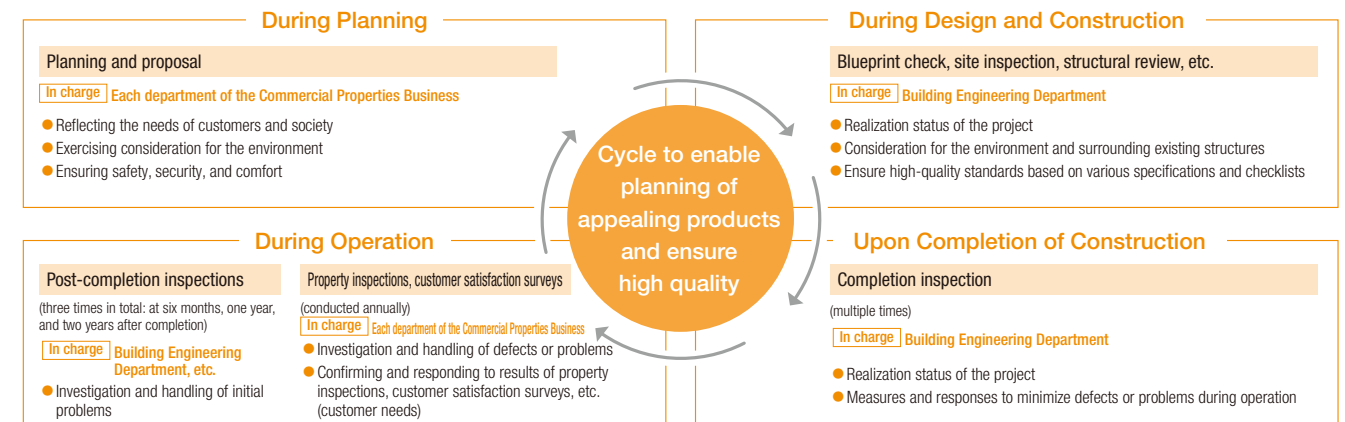 During Planning
Planning and proposal
In charge Each department of the Commercial Properties Business
● Reflecting the needs of customers and society
● Exercising consideration for the environment
● Ensuring safety, security, and comfort
During Design and Construction
Blueprint check, site inspection, structural review, etc.
In charge Building Engineering Department
● Realization status of the project
● Consideration for the environment and surrounding existing structures
● Ensure high-quality standards based on various specifications and checklists
Cycle to enable
planning of
appealing products
and ensure
high quality
During Operation
Post-completion inspections
(three times in total: at six months, one year,
and two years after completion)
In charge Building Engineering
Department, etc.
● Investigation and handling of initial
problems
Property inspections, customer satisfaction surveys
(conducted annually)
In charge Each department of the Commercial Properties Business
● Investigation and handling of defects or problems
● Confirming and responding to results of property
inspections, customer satisfaction surveys, etc.
(customer needs)
Upon Completion of Construction
Completion inspection
(multiple times)
In charge Building Engineering Department
● Realization status of the project
● Measures and responses to minimize defects or problems during operation